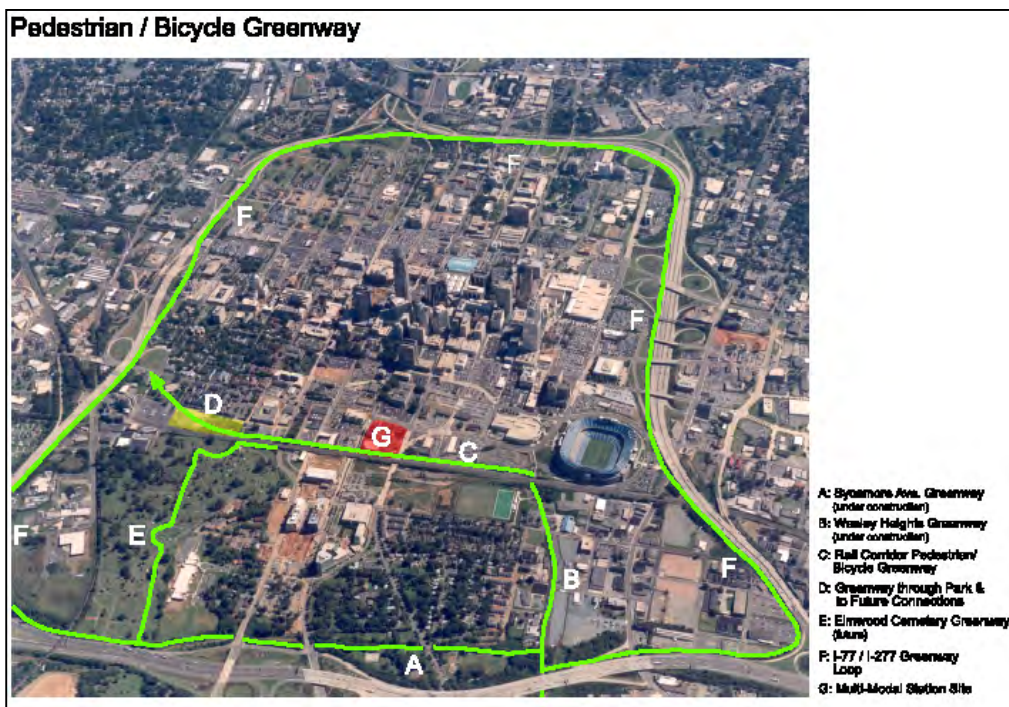 Pedestrian / Bicycle Greenway
F
F
F
D
G
C
F
E
B
F
A
A: Sycamore Ave. Greenway
(under construction)
B: Wesley Heights Greenway
(under construction)
C: Rail Corridor Pedestrian/
Bicycle Greenway
D: Greenway through Park &
to Future Connections
E: Elmwood Cemetery Greenway
(future)
F: I-77 / I-277 Greenway
Loop
G: Multi-Modal Station Site